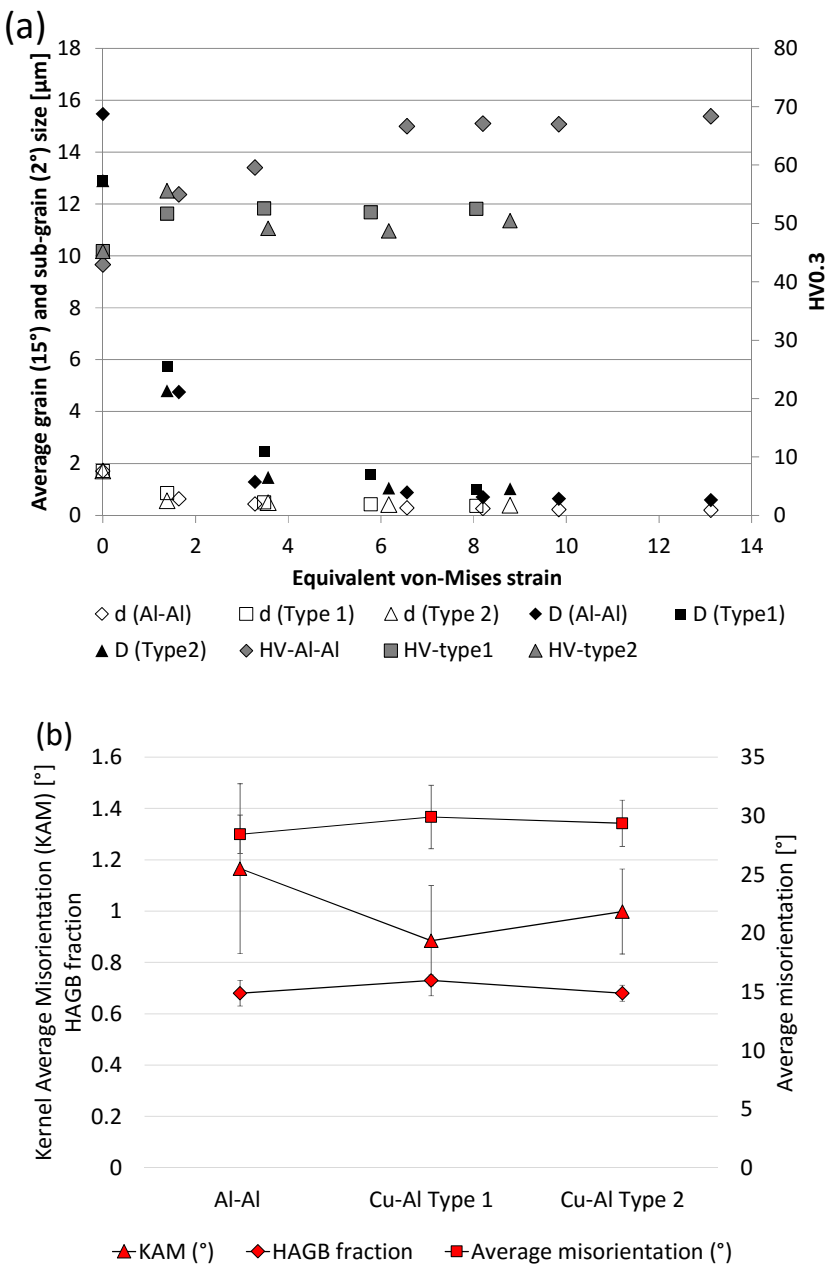 (a)
Average grain (15°) and sub-grain (2°) size [µm]
18
16
14
12
10
8
6
4
2
0
80
70
60
50
40
30
20
10
0
HV0.3
0 2 4 6 8 10 12 14
Equivalent von-Mises strain
d (Al-Al) d (Type 1) d (Type 2) D (Al-Al) D (Type1)
D (Type2) HV-Al-Al HV-type1 HV-type2
(b)
Kernel Average Misorientation (KAM) [°]
HAGB fraction
1.6
1.4
1.2
1
0.8
0.6
0.4
0.2
0
35
30
25
20
15
10
5
0
Average misorientation [°]
Al-Al Cu-Al Type 1 Cu-Al Type 2
KAM (°) HAGB fraction Average misorientation (°)